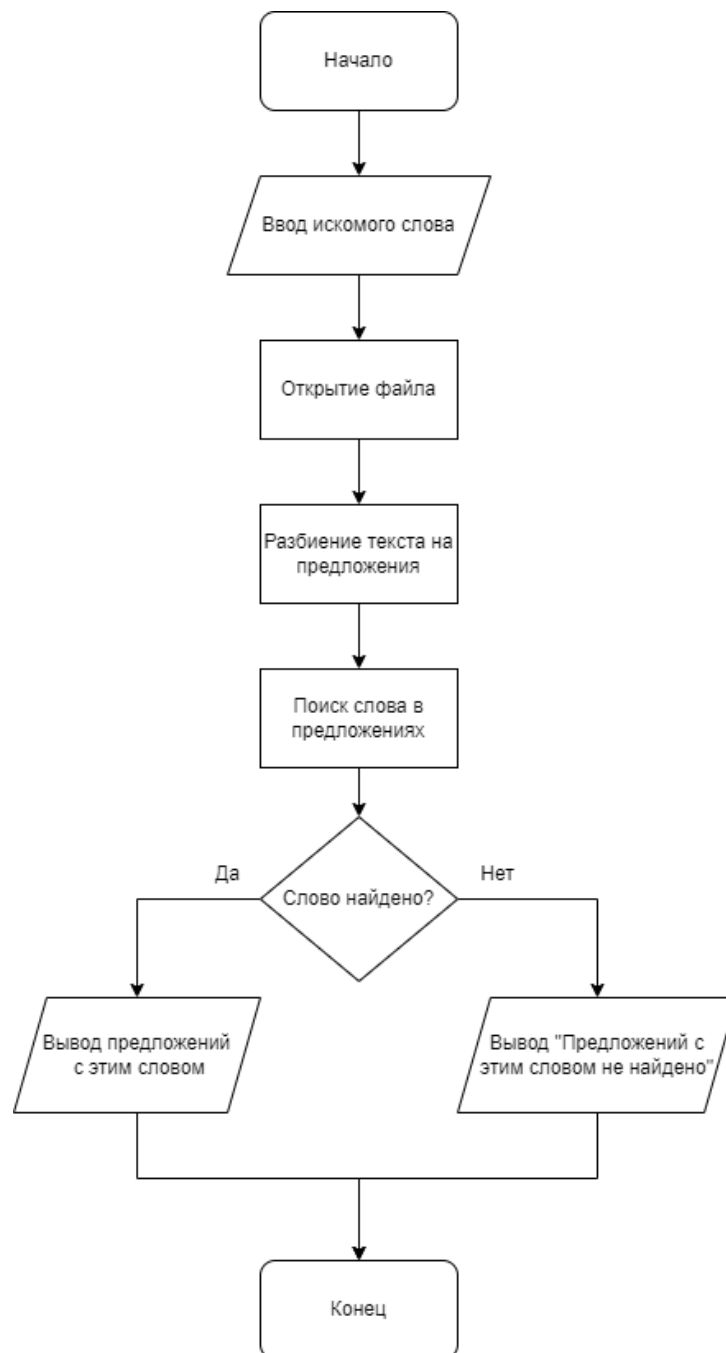 Начало
Ввод искомого слова
Открытие файла
Разбиение текста на
предложения
Поиск слова в
предложениях
Да
Слово найдено?
Нет
Вывод предложений
с этим словом
Вывод "Предложений с
этим словом не найдено"
Конец